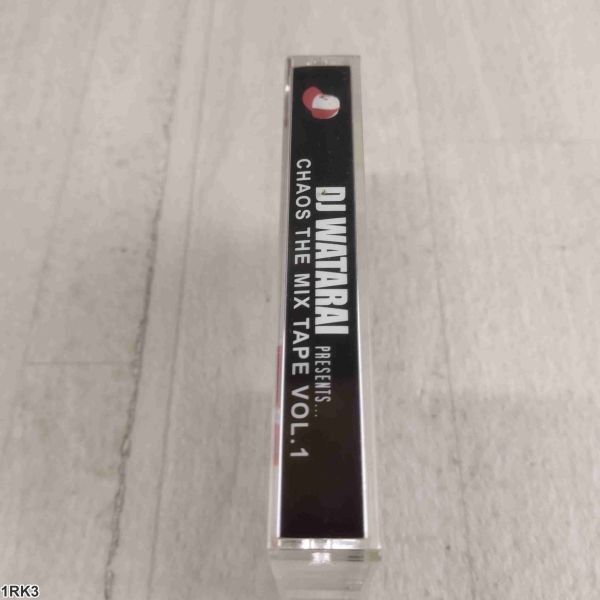 DJ WATARAI PRESENTS...
CHAOS THE MIX TAPE VOL.1
1RK3